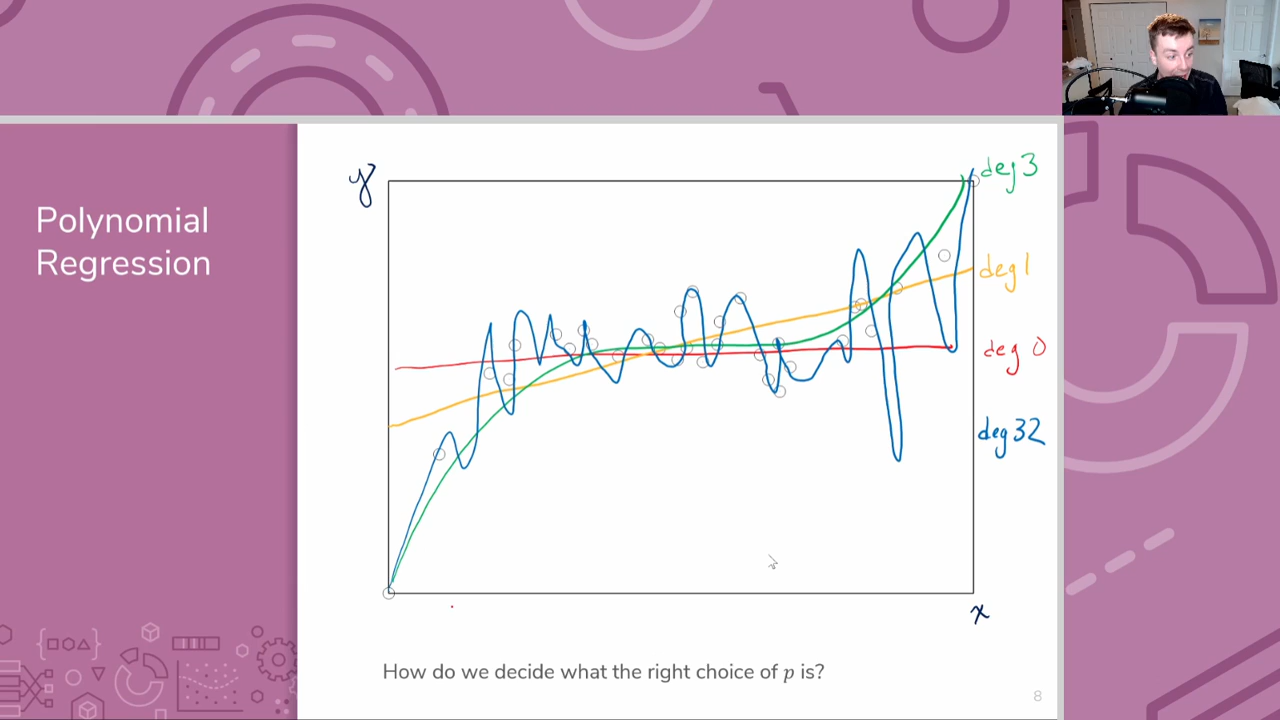 Polynomial
Regression
y
deg 3
deg 1
deg 0
deg 32
x
How do we decide what the right choice of p is?
8